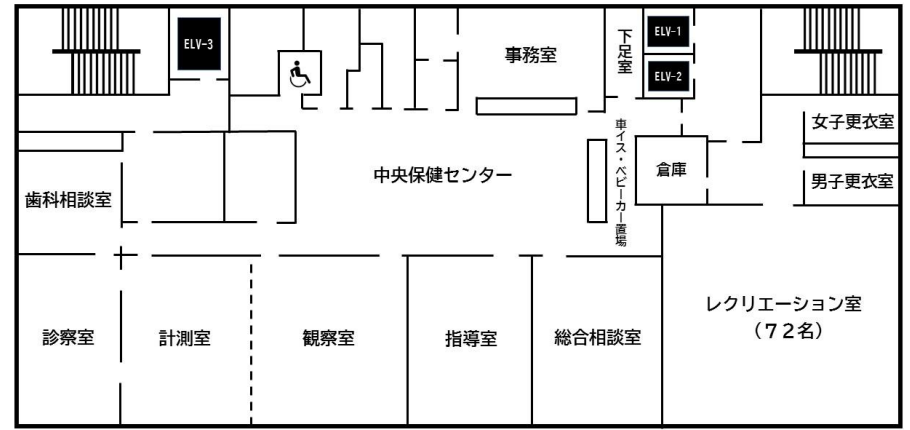 ELV-3
ELV-1
ELV-2
事務室
下足室
女子更衣室
車イス・ベビーカー置場
倉庫
中央保健センター
男子更衣室
歯科相談室
レクリエーション室
（７２名）
診察室
計測室
観察室
指導室
総合相談室